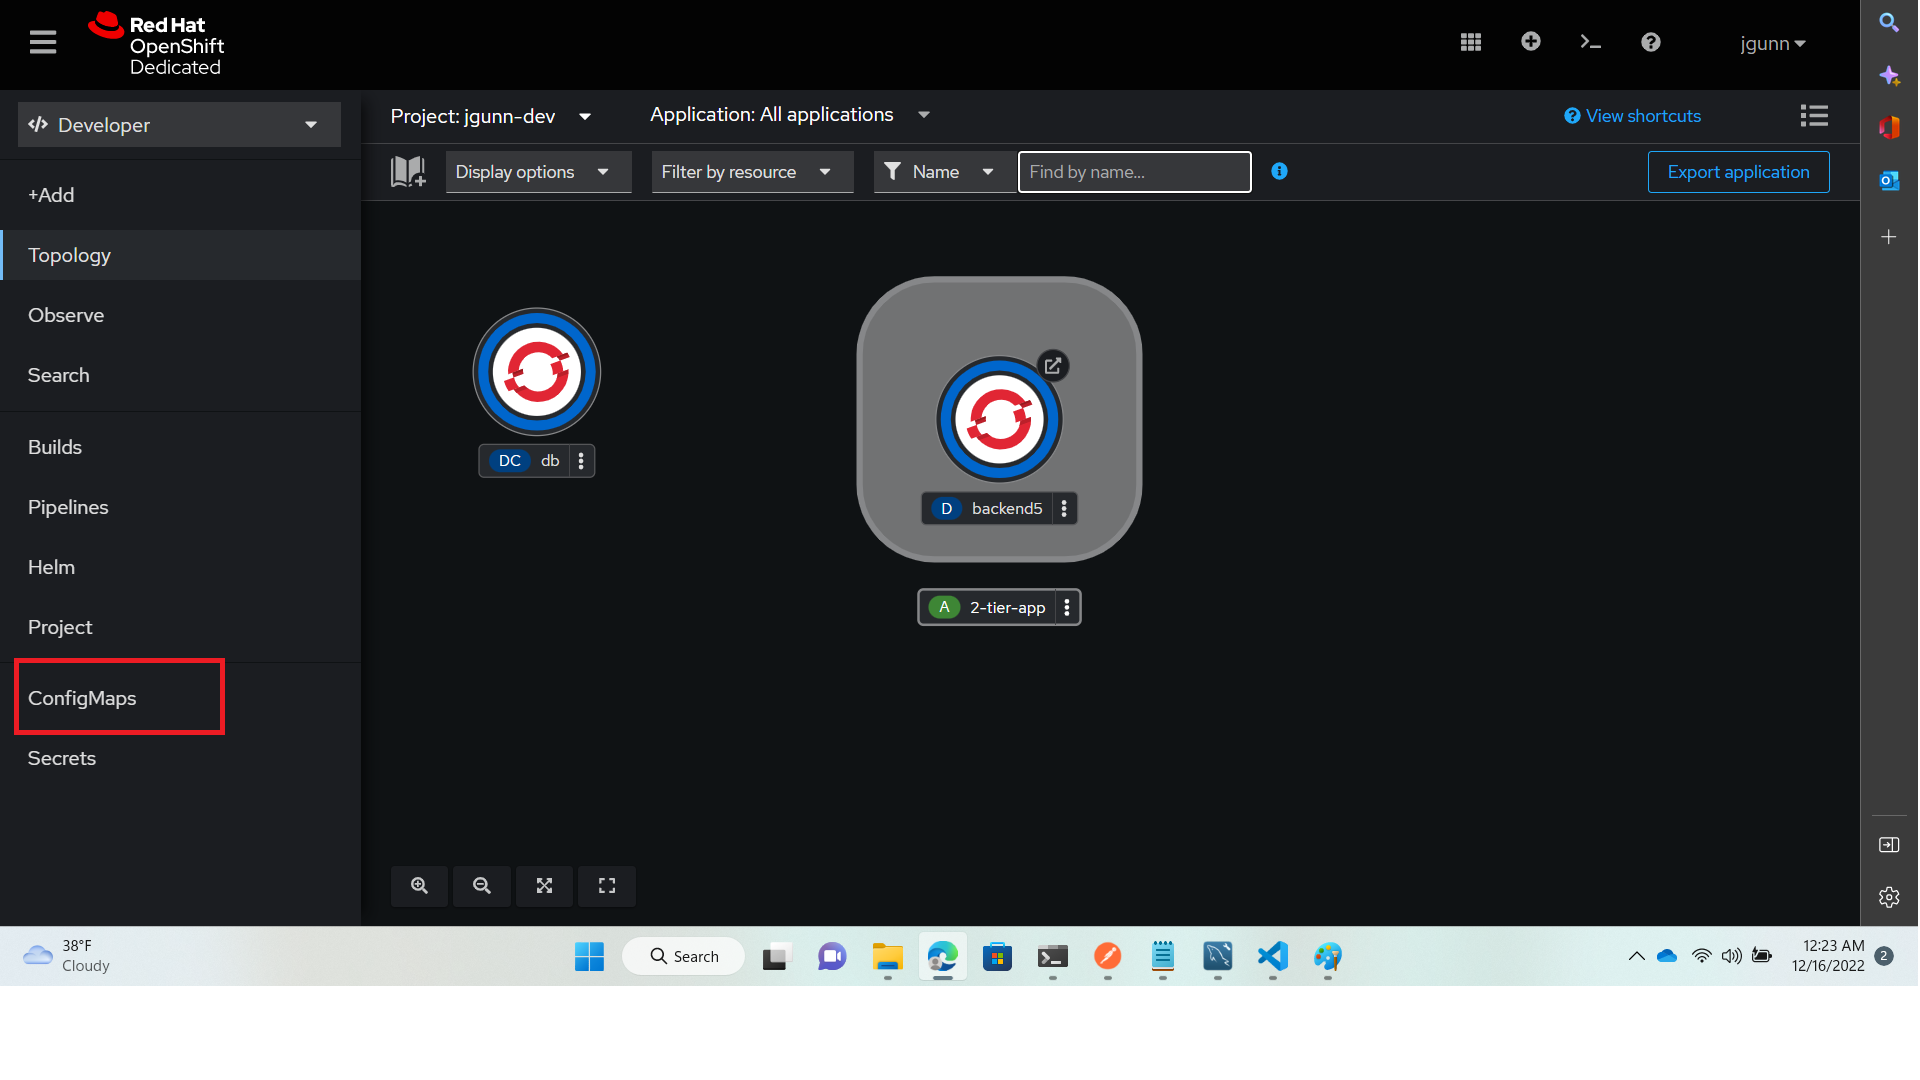 Red Hat
OpenShift
Dedicated
jgunn
Developer
Project: jgunn-dev
Application: All applications
View shortcuts
Display options
Filter by resource
Name
Find by name...
Export application
+Add
Topology
Observe
Search
Builds
Pipelines
Helm
Project
ConfigMaps
Secrets
DC db
D backend5
A 2-tier-app
38°F
Cloudy
Search
12:23 AM
12/16/2022
2